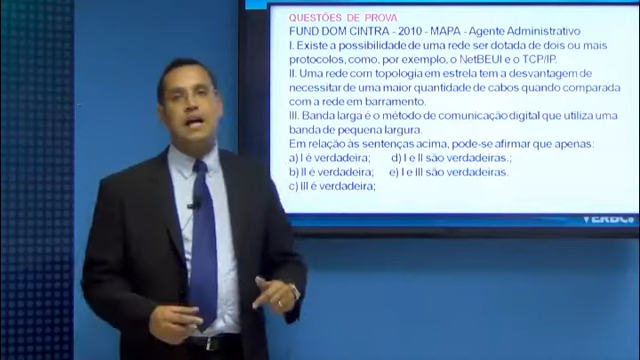 QUESTÕES DE PROVA
FUND DOM CINTRA - 2010 - MAPA - Agente Administrativo
I. Existe a possibilidade de uma rede ser dotada de dois ou mais
protocolos, como, por exemplo, o NetBEUI e o TCP/IP.
II. Uma rede com topologia em estrela tem a desvantagem de
necessitar de uma maior quantidade de cabos quando comparada
com a rede em barramento.
III. Banda larga é o método de comunicação digital que utiliza uma
banda de pequena largura.
Em relação às sentenças acima, pode-se afirmar que apenas:
a) I é verdadeira; d) I e II são verdadeiras.;
b) II é verdadeira; e) I e III são verdadeiras.
c) III é verdadeira;